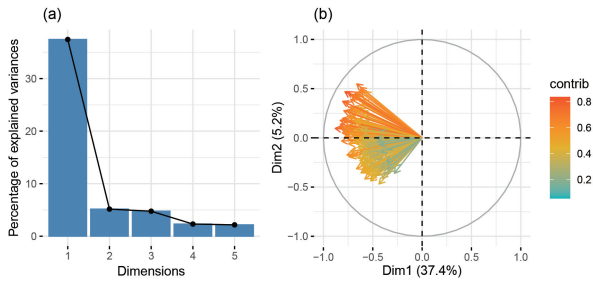 (a)
Percentage of explained variances
30
20
10
0
1 2 3 4 5
Dimensions
(b)
Dim2 (5.2%)
1.0
0.5
0.0
−0.5
−1.0
−1.0 −0.5 0.0 0.5 1.0
Dim1 (37.4%)
contrib
0.8
0.6
0.4
0.2